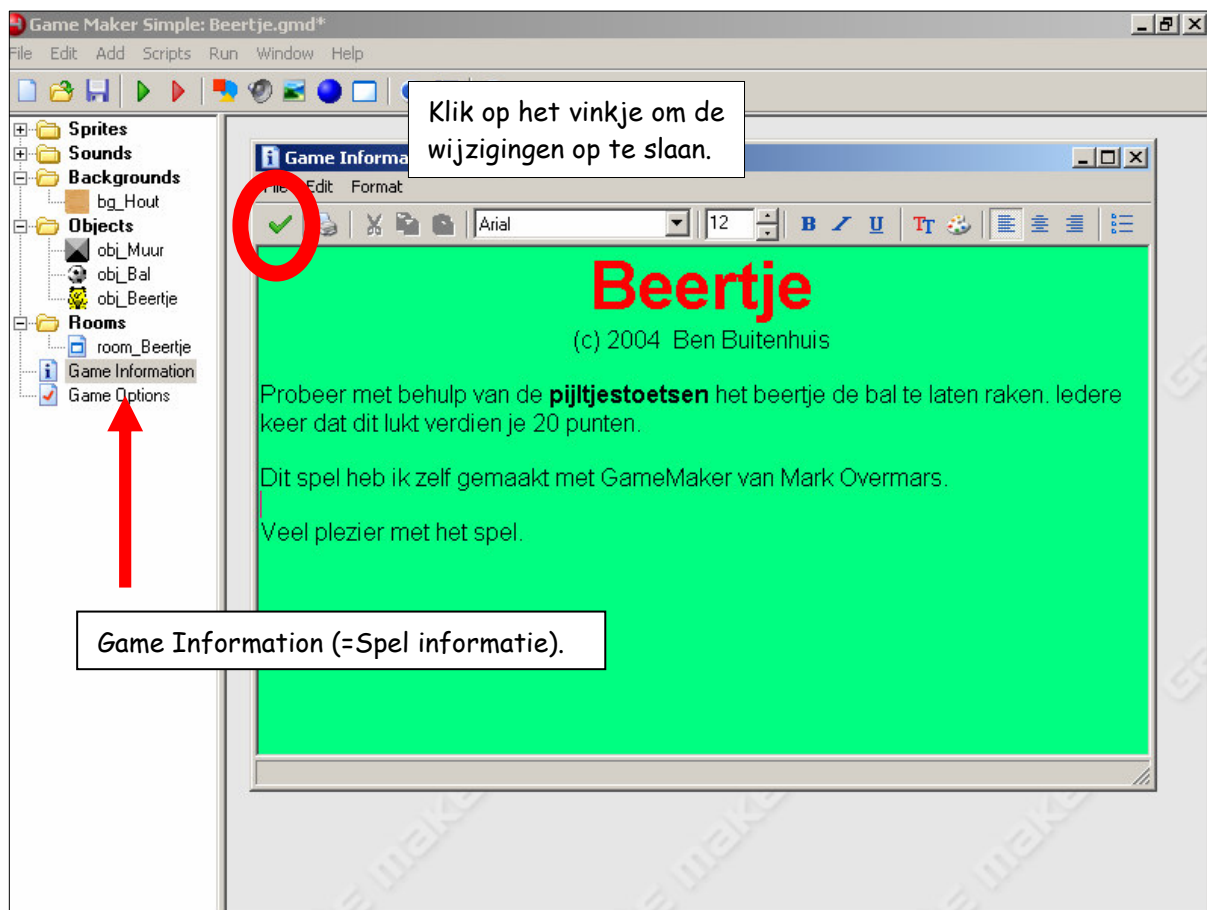 Game Maker Simple: Beertje.gmd*
File Edit Add Scripts Run Window Help
Klik op het vinkje om de
wijzigingen op te slaan.
Sprites
Sounds
Backgrounds
bg_Hout
Objects
obj_Muur
obj_Bal
obj_Beertje
Rooms
room_Beertje
Game Information
Game Options
Game Informa
File Edit Format
Arial 12 B I U
Beertje
(c) 2004 Ben Buitenhuis
Probeer met behulp van de pijltjestoetsen het beertje de bal te laten raken. Iedere
keer dat dit lukt verdien je 20 punten.
Dit spel heb ik zelf gemaakt met GameMaker van Mark Overmars.
Veel plezier met het spel.
Game Information (=Spel informatie).